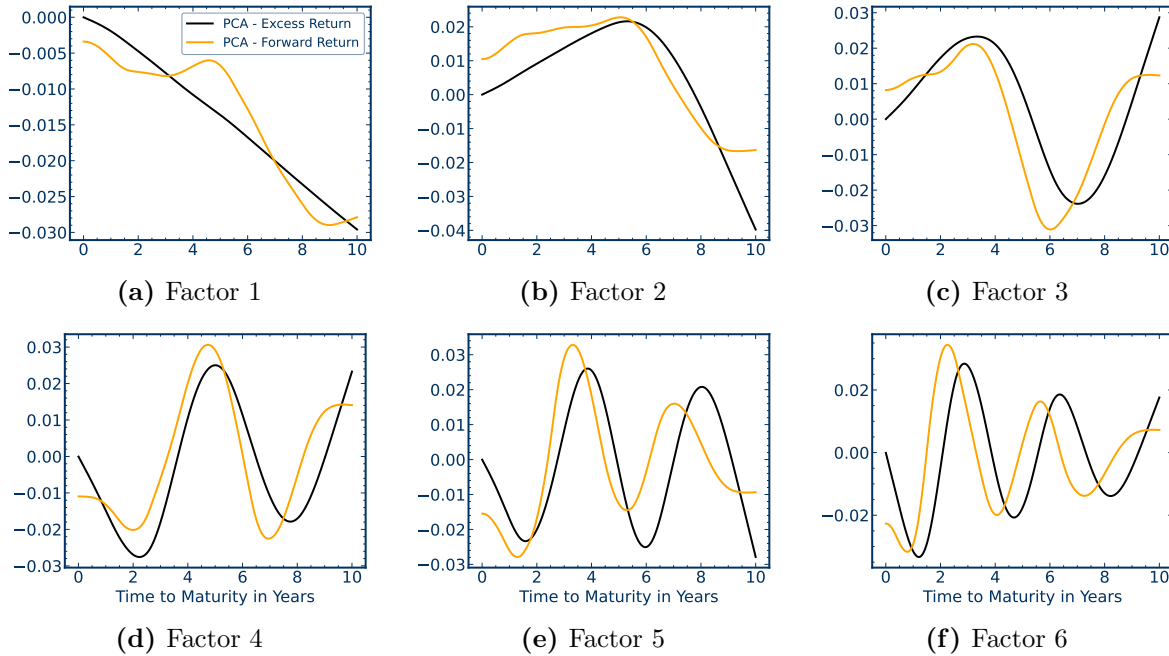 0.000
−0.005
−0.010
−0.015
−0.020
−0.025
−0.030
0 2 4 6 8 10
PCA - Excess Return
PCA - Forward Return
(a) Factor 1
0.02
0.01
0.00
−0.01
−0.02
−0.03
−0.04
0 2 4 6 8 10
(b) Factor 2
0.03
0.02
0.01
0.00
−0.01
−0.02
−0.03
0 2 4 6 8 10
(c) Factor 3
0.03
0.02
0.01
0.00
−0.01
−0.02
−0.03
0 2 4 6 8 10
Time to Maturity in Years
(d) Factor 4
0.03
0.02
0.01
0.00
−0.01
−0.02
−0.03
0 2 4 6 8 10
Time to Maturity in Years
(e) Factor 5
0.02
0.00
−0.02
0 2 4 6 8 10
Time to Maturity in Years
(f) Factor 6